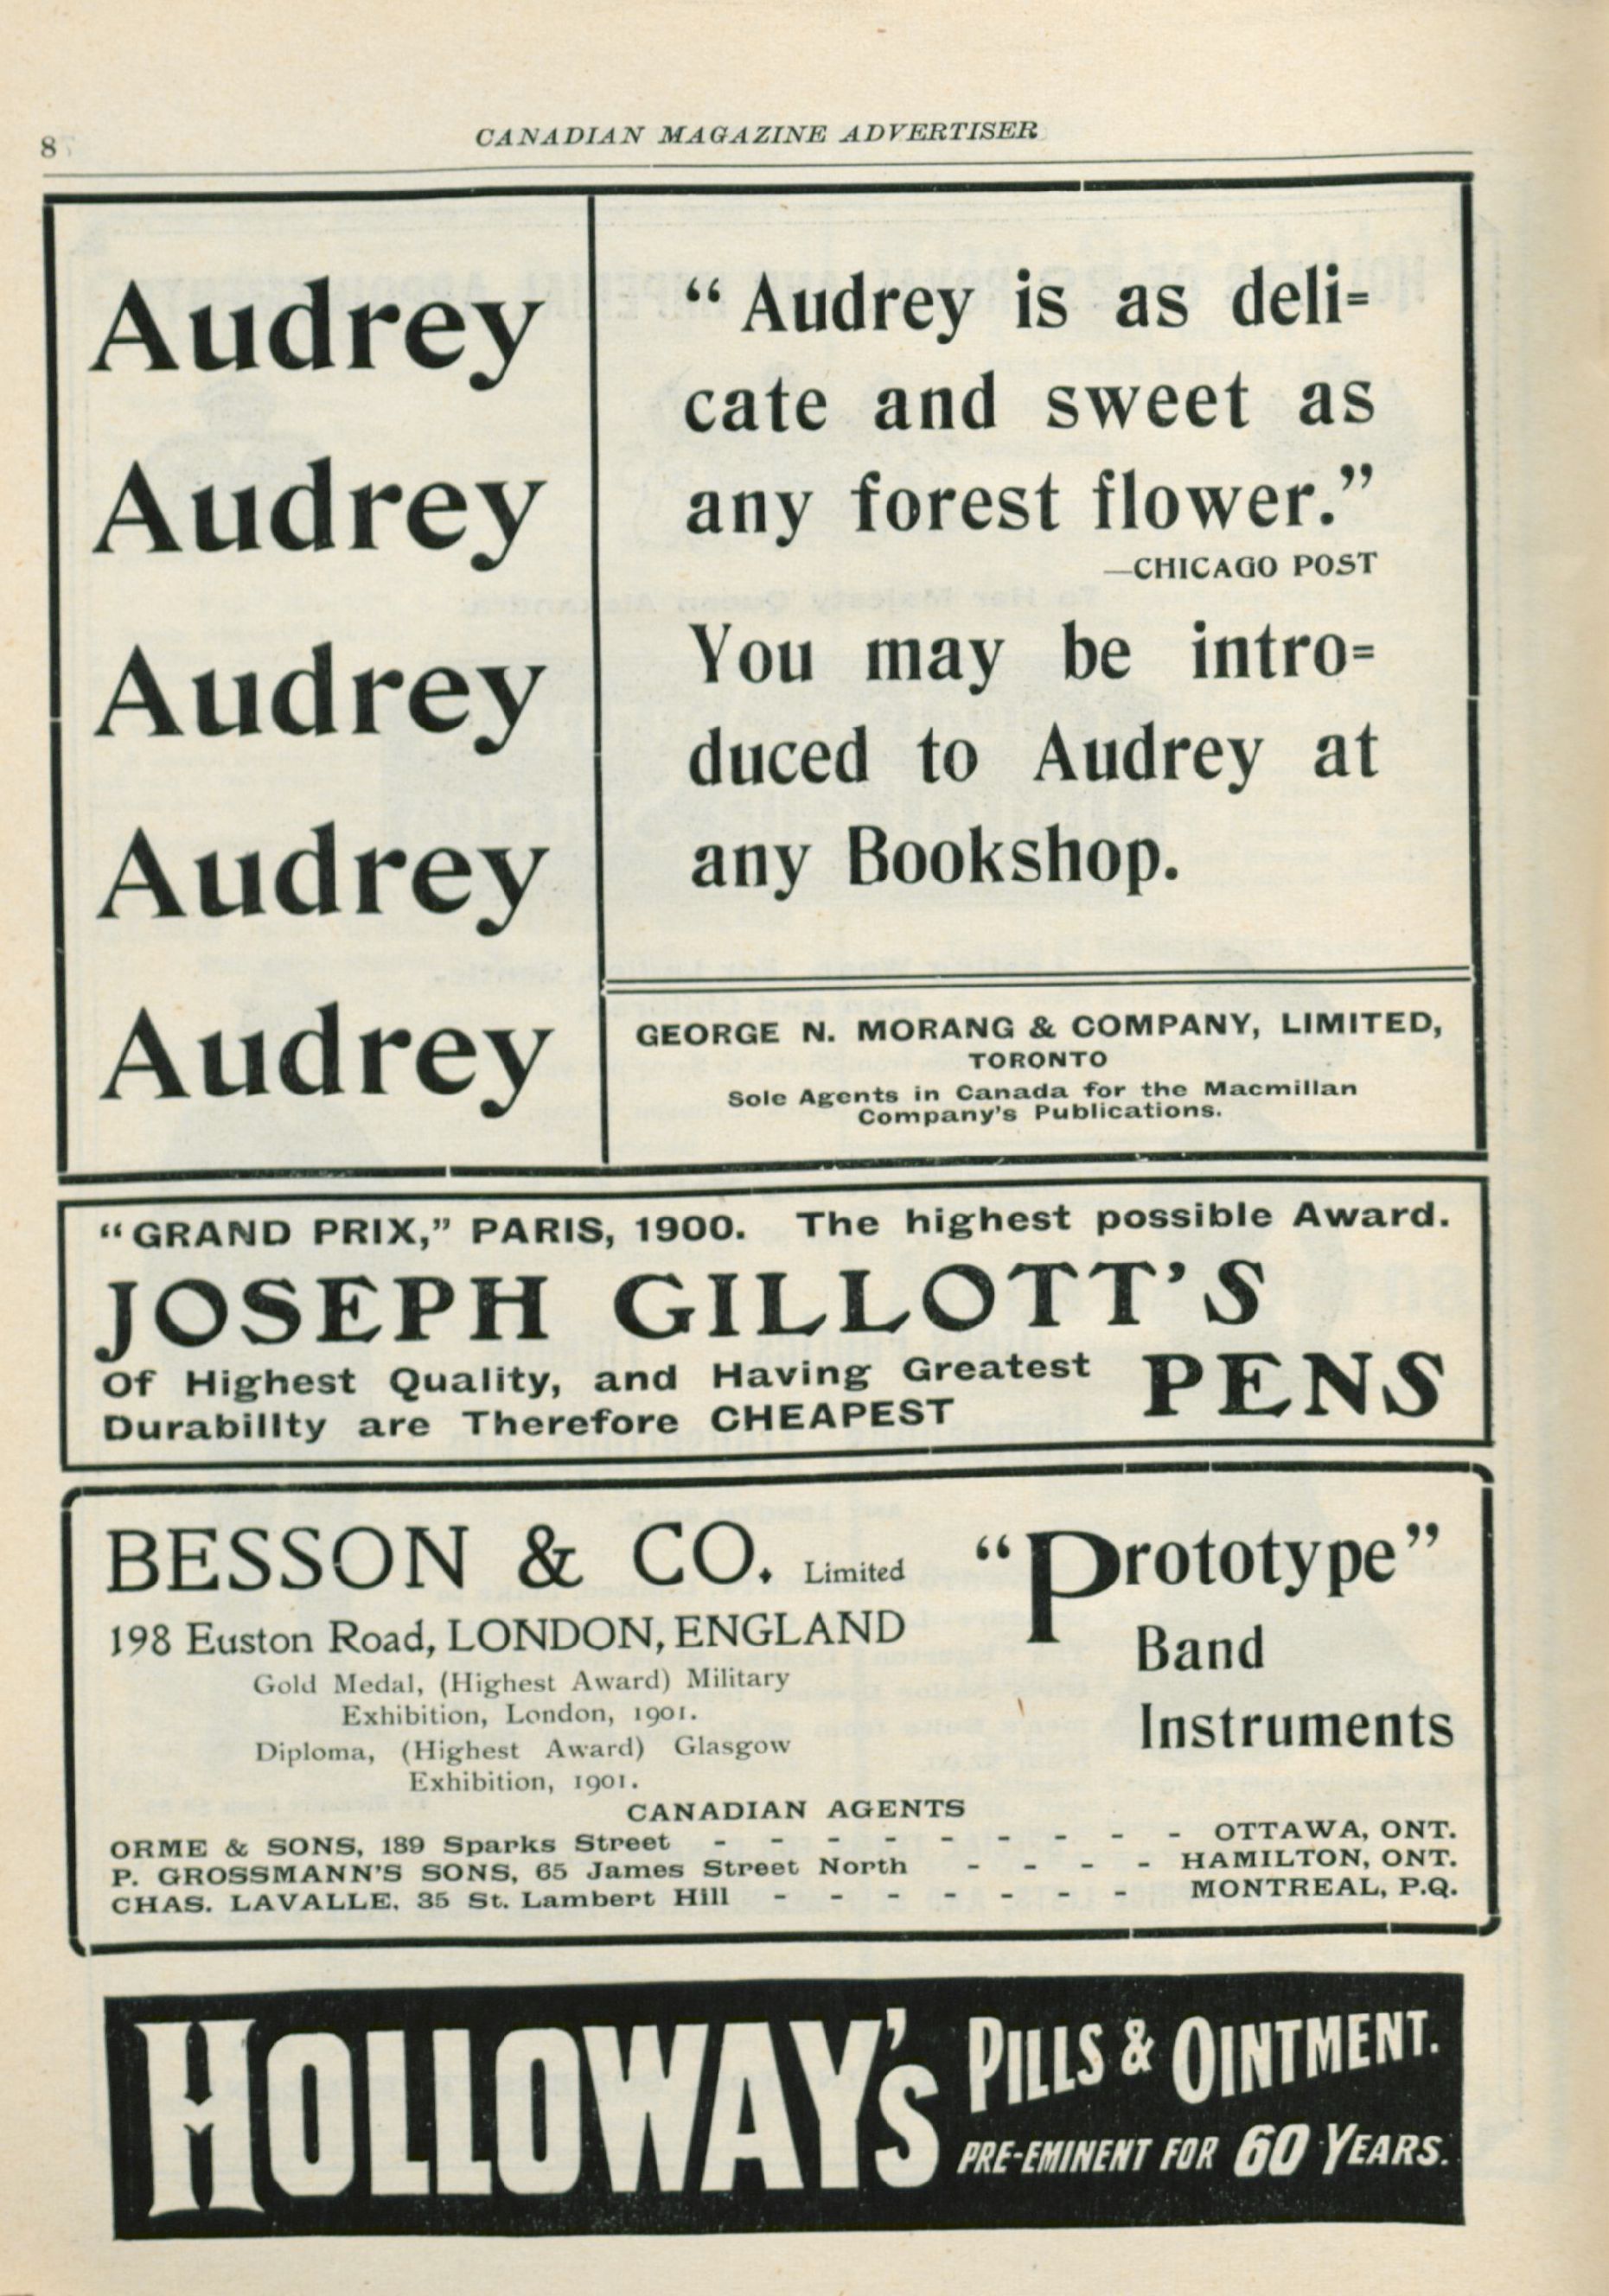 8
CANADIAN MAGAZINE ADVERTISER
Audrey
Audrey
Audrey
Audrey
Audrey
“Audrey is as deli-
cate and sweet as
any forest flower.”
—CHICAGO POST
You may be intro-
duced to Audrey at
any Bookshop.
GEORGE N. MORANG & COMPANY, LIMITED,
TORONTO
Sole Agents in Canada for the Macmillan
Company's Publications.
“GRAND PRIX,” PARIS, 1900. The highest possible Award.
JOSEPH GILLOTT'S
Of Highest Quality, and Having Greatest
Durability are Therefore CHEAPEST
PENS
BESSON & CO. Limited
198 Euston Road, LONDON, ENGLAND
Gold Medal, (Highest Award) Military
Exhibition, London, 1901.
Diploma, (Highest Award) Glasgow
Exhibition, 1901.
“Prototype”
Band
Instruments
CANADIAN AGENTS
ORME & SONS, 189 Sparks Street - - - - - - - - - OTTAWA, ONT.
P. GROSSMANN'S SONS, 65 James Street North - - - - HAMILTON, ONT.
CHAS. LAVALLE. 35 St. Lambert Hill - - - - - - - MONTREAL, P.Q.
HOLLOWAY'S
PILLS & OINTMENT.
PRE-EMINENT FOR 60 YEARS.